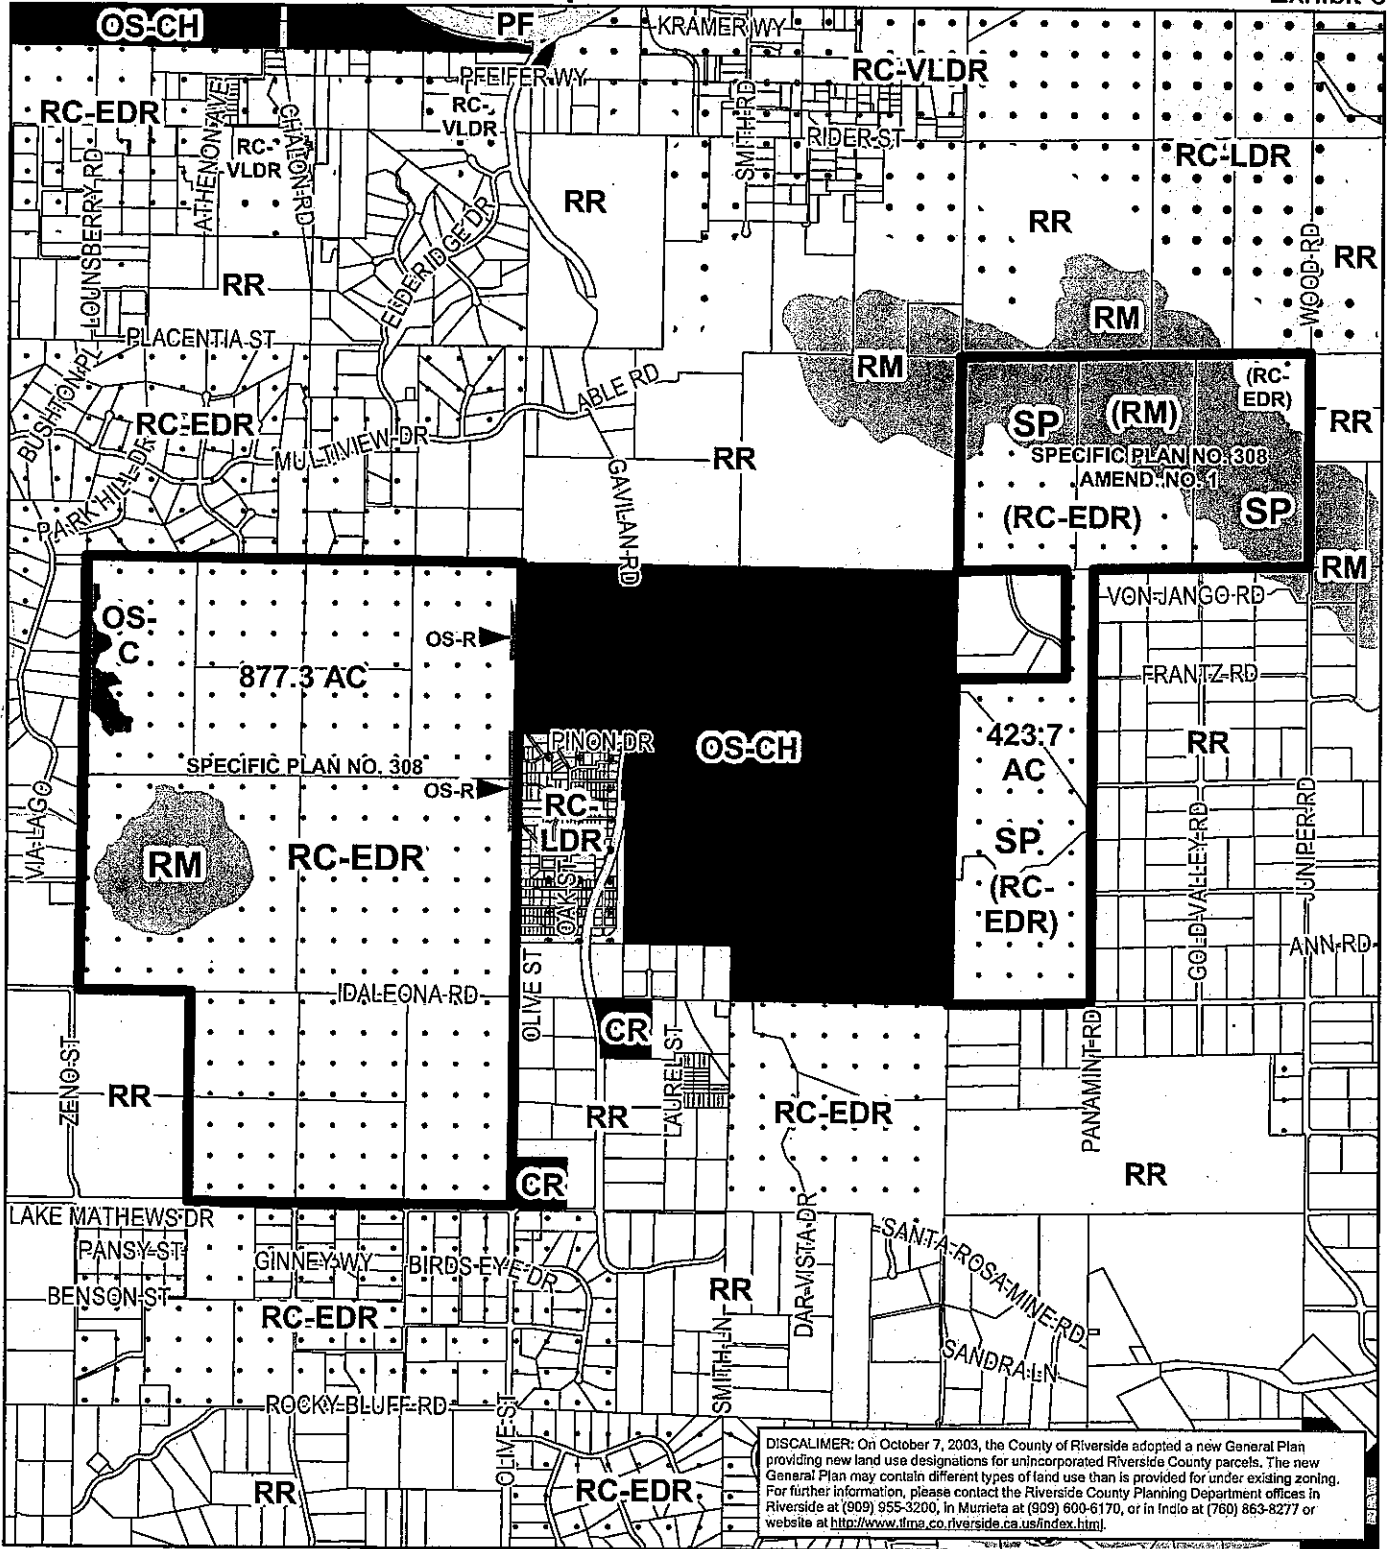 Exhibit
OS-CH
PF
KRAMER WY
PFEIFER WY
RC-VLDR
RC-EDR
RC-
VLDR
ATHENON AVE
CHALON RD
RC-
VLDR
SMITH RD
RIDER ST
RC-LDR
LOUNSBERRY RD
RR
RR
ELDERIDGE DR
RR
WOOD RD
RR
RM
PLACENTIA ST
BUSHTON PL
RM
(RC-
EDR)
ABLE RD
RC-EDR
SP
(RM)
RR
MULTIVIEW DR
RR
SPECIFIC PLAN NO. 308
AMEND. NO. 1
GAVILAN RD
PARK HILL DR
(RC-EDR)
SP
RM
OS-
C
VON JANGO RD
OS-R
877.3 AC
FRANTZ RD
423.7
AC
PINON DR
OS-CH
RR
SPECIFIC PLAN NO. 308
OS-R
RC-
LDR
VIA LAGO
GOLD VALLEY RD
JUNIPER RD
RM
RC-EDR
SP
(RC-
EDR)
OAK ST
ANN RD
OLIVE ST
IDALEONA RD
CR
LAUREL ST
ZENO ST
RR
RR
RC-EDR
PANAMINT RD
RR
CR
LAKE MATHEWS DR
PANSY ST
GINNEY WY
BIRDS EYE DR
DAR VISTA DR
SANTA ROSA MINE RD
BENSON ST
RC-EDR
RR
SMITH LN
SANDRA LN
ROCKY BLUFF RD
OLIVE ST
RR
RC-EDR
DISCALIMER: On October 7, 2003, the County of Riverside adopted a new General Plan
providing new land use designations for unincorporated Riverside County parcels. The new
General Plan may contain different types of land use than is provided for under existing zoning.
For further information, please contact the Riverside County Planning Department offices in
Riverside at (909) 955-3200, in Murrieta at (909) 600-6170, or in Indio at (760) 863-8277 or
website at http://www.tlma.co.riverside.ca.us/index.html.